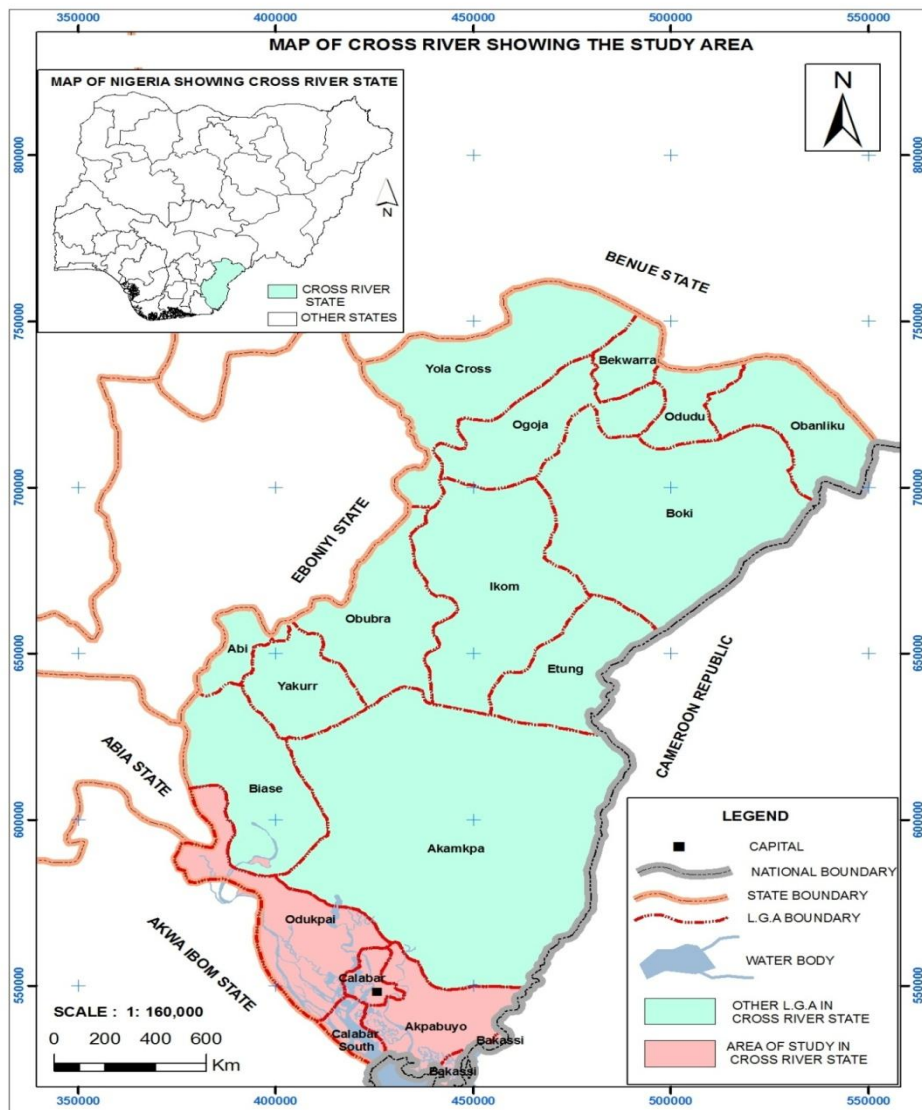 350000 400000 450000 500000 550000
MAP OF CROSS RIVER SHOWING THE STUDY AREA
MAP OF NIGERIA SHOWING CROSS RIVER STATE
N
N
CROSS RIVER
STATE
OTHER STATES
800000 800000
BENUE STATE
750000 750000
Yola Cross
Bekwarra
Ogoja
Odudu
Obanliku
700000 700000
Boki
EBONIYI STATE
Ikom
Obubra
Abi
650000 650000
Etung
Yakurr
CAMEROON REPUBLIC
ABIA STATE
Biase
600000 600000
Akamkpa
LEGEND
CAPITAL
NATIONAL BOUNDARY
STATE BOUNDARY
L.G.A BOUNDARY
WATER BODY
OTHER L.G.A IN
CROSS RIVER STATE
AREA OF STUDY IN
CROSS RIVER STATE
Odukpai
AKWA IBOM STATE
Calabar
550000 550000
SCALE : 1: 160,000
Akpabuyo
Calabar
South
Bakassi
Bakassi
0 200 400 600
Km
350000 400000 450000 500000 550000